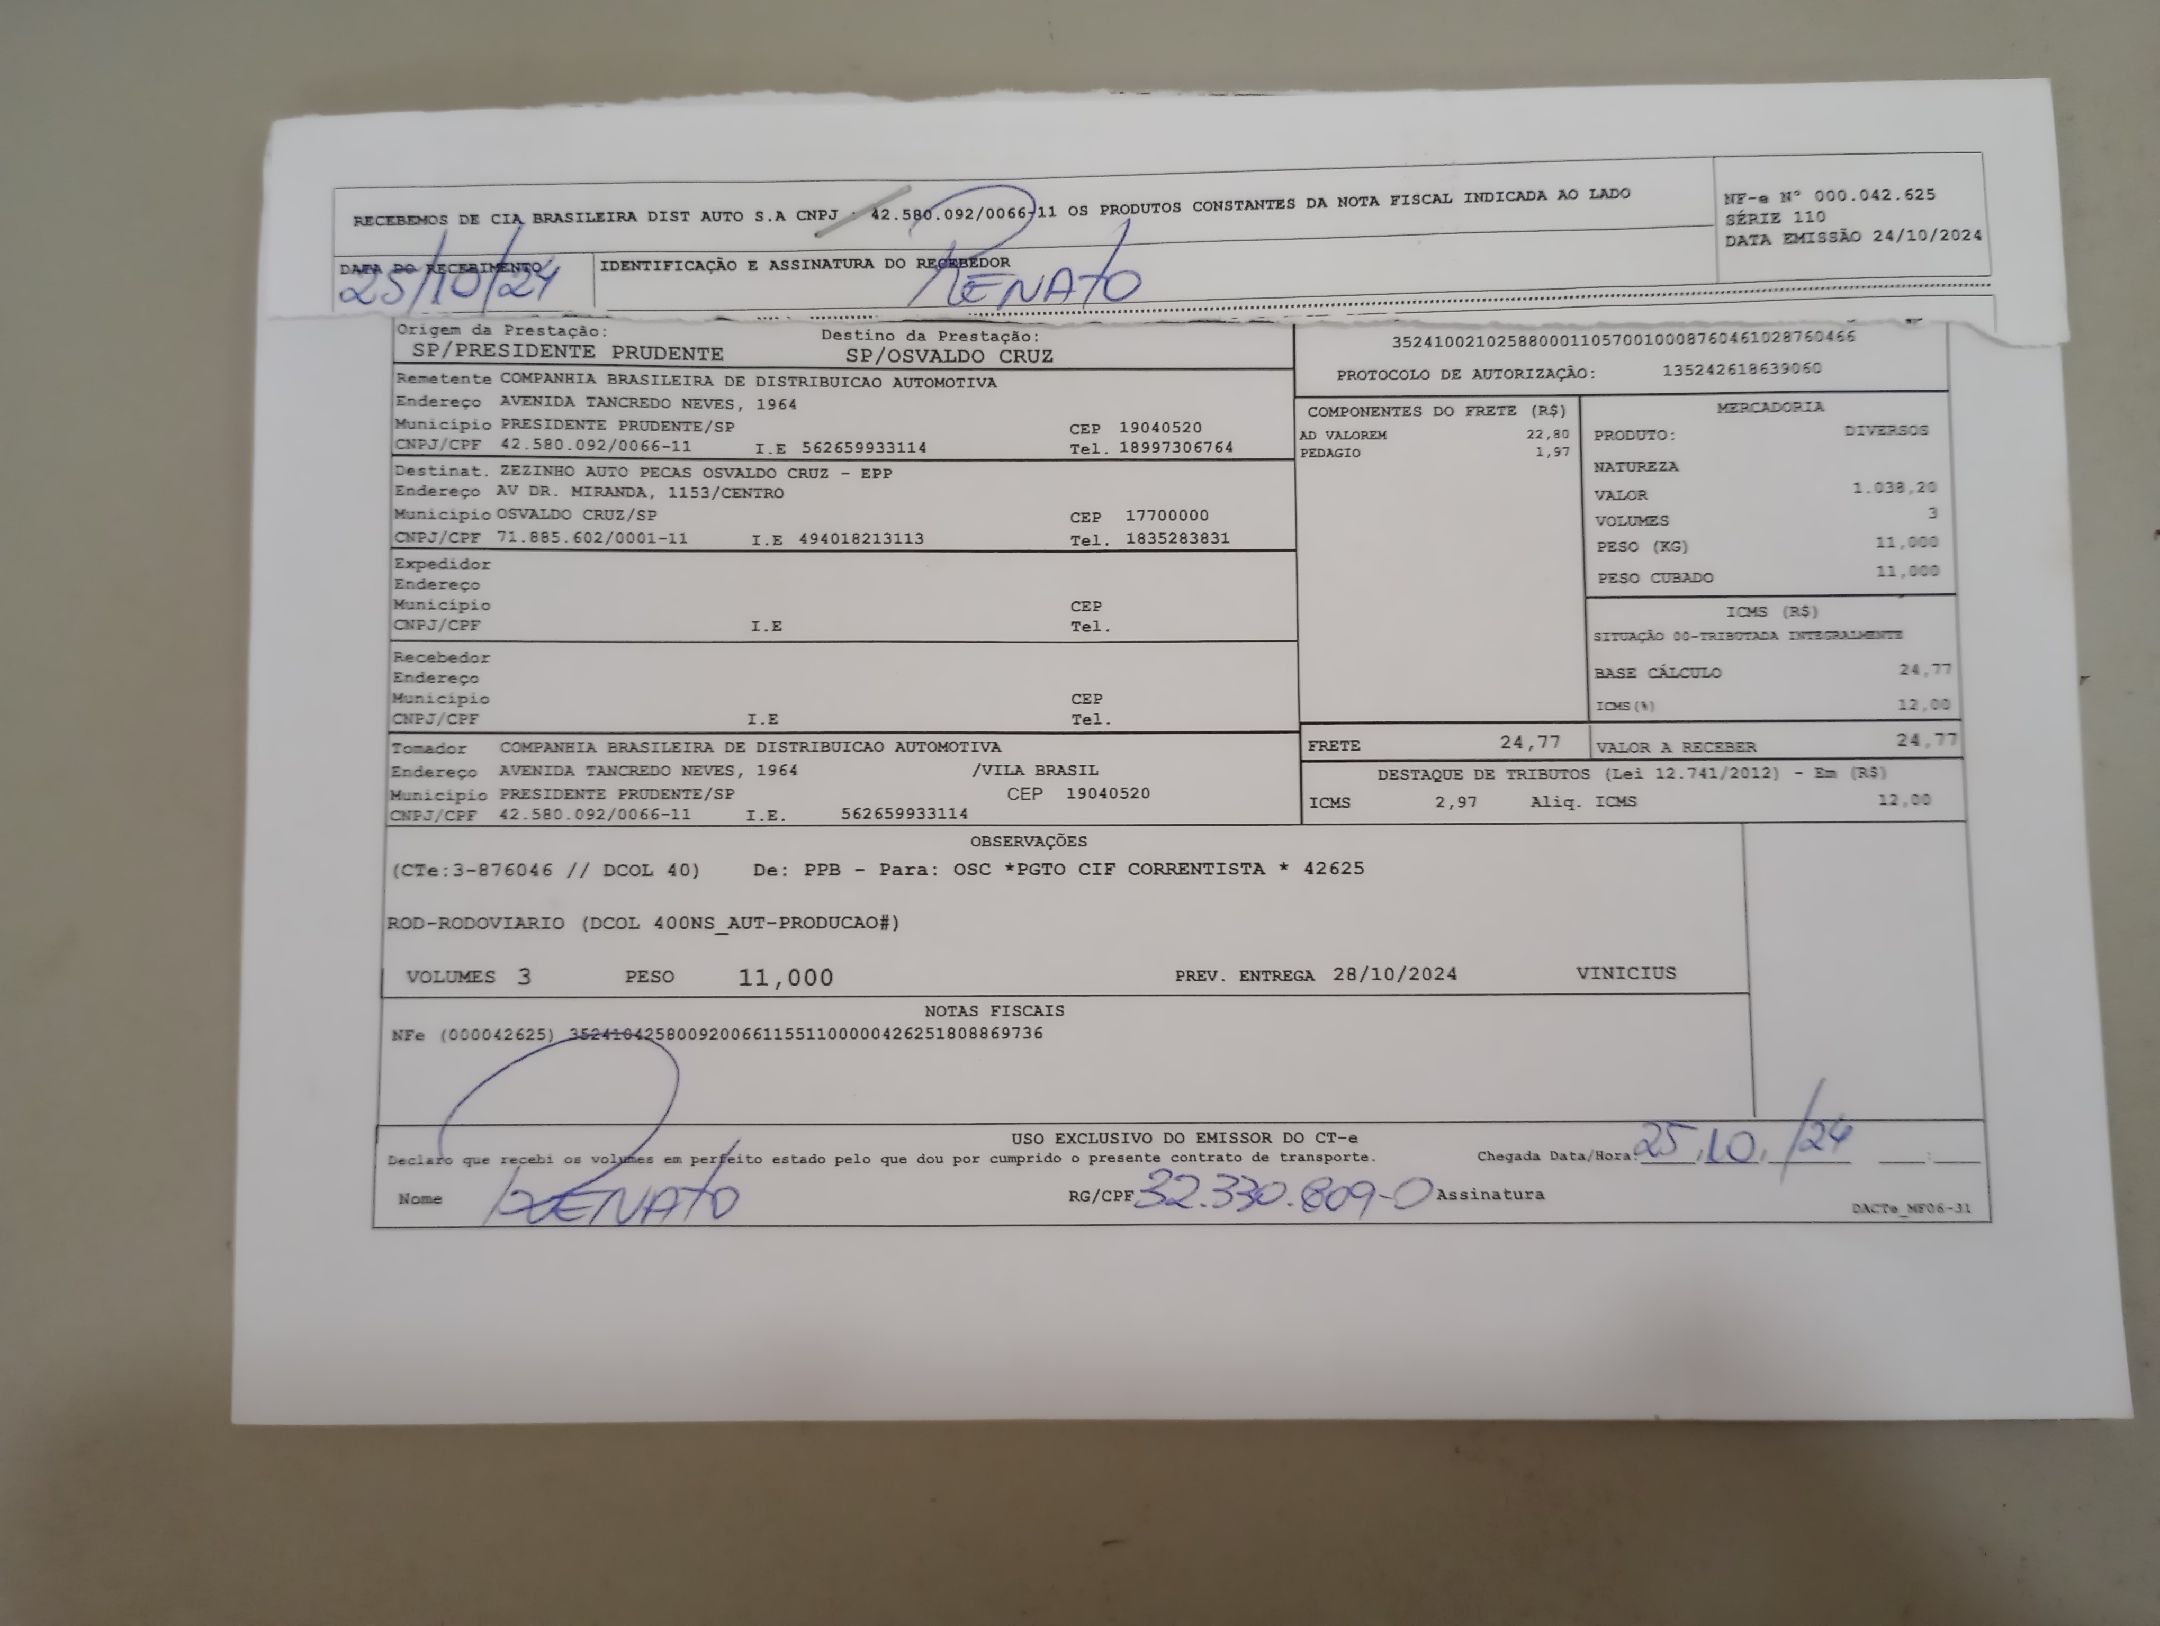 RECEBEMOS DE CIA BRASILEIRA DIST AUTO S.A CNPJ : 42.580.092/0066-11 OS PRODUTOS CONSTANTES DA NOTA FISCAL INDICADA AO LADO
NF-e Nº 000.042.625
SÉRIE 110
DATA EMISSÃO 24/10/2024
DATA DO RECEBIMENTO
25/10/24
IDENTIFICAÇÃO E ASSINATURA DO RECEBEDOR
RENATO
Origem da Prestação: Destino da Prestação:
SP/PRESIDENTE PRUDENTE SP/OSVALDO CRUZ
35241002102588000110570010008760461028760466
PROTOCOLO DE AUTORIZAÇÃO: 135242618639060
Remetente COMPANHIA BRASILEIRA DE DISTRIBUICAO AUTOMOTIVA
Endereço AVENIDA TANCREDO NEVES, 1964
Município PRESIDENTE PRUDENTE/SP CEP 19040520
CNPJ/CPF 42.580.092/0066-11 I.E 562659933114 Tel. 18997306764
Destinat. ZEZINHO AUTO PECAS OSVALDO CRUZ - EPP
Endereço AV DR. MIRANDA, 1153/CENTRO
Município OSVALDO CRUZ/SP CEP 17700000
CNPJ/CPF 71.885.602/0001-11 I.E 494018213113 Tel. 1835283831
Expedidor
Endereço
Município CEP
CNPJ/CPF I.E Tel.
Recebedor
Endereço
Município CEP
CNPJ/CPF I.E Tel.
Tomador COMPANHIA BRASILEIRA DE DISTRIBUICAO AUTOMOTIVA
Endereço AVENIDA TANCREDO NEVES, 1964 /VILA BRASIL
Município PRESIDENTE PRUDENTE/SP CEP 19040520
CNPJ/CPF 42.580.092/0066-11 I.E. 562659933114
COMPONENTES DO FRETE (R$)
AD VALOREM 22,80
PEDAGIO 1,97
MERCADORIA
PRODUTO: DIVERSOS
NATUREZA
VALOR 1.038,20
VOLUMES 3
PESO (KG) 11,000
PESO CUBADO 11,000
ICMS (R$)
SITUAÇÃO 00-TRIBUTADA INTEGRALMENTE
BASE CÁLCULO 24,77
ICMS(%) 12,00
FRETE 24,77 VALOR A RECEBER 24,77
DESTAQUE DE TRIBUTOS (Lei 12.741/2012) - Em (R$)
ICMS 2,97 Aliq. ICMS 12,00
OBSERVAÇÕES
(CTe:3-876046 // DCOL 40) De: PPB - Para: OSC *PGTO CIF CORRENTISTA * 42625
ROD-RODOVIARIO (DCOL 400NS_AUT-PRODUCAO#)
VOLUMES 3 PESO 11,000 PREV. ENTREGA 28/10/2024 VINICIUS
NOTAS FISCAIS
NFe (000042625) 35241042580092006611551100000426251808869736
USO EXCLUSIVO DO EMISSOR DO CT-e
Declaro que recebi os volumes em perfeito estado pelo que dou por cumprido o presente contrato de transporte. Chegada Data/Hora: 25/10/24 __:__
Nome RENATO RG/CPF 32.330.809-0 Assinatura
DACTe_MF06-31